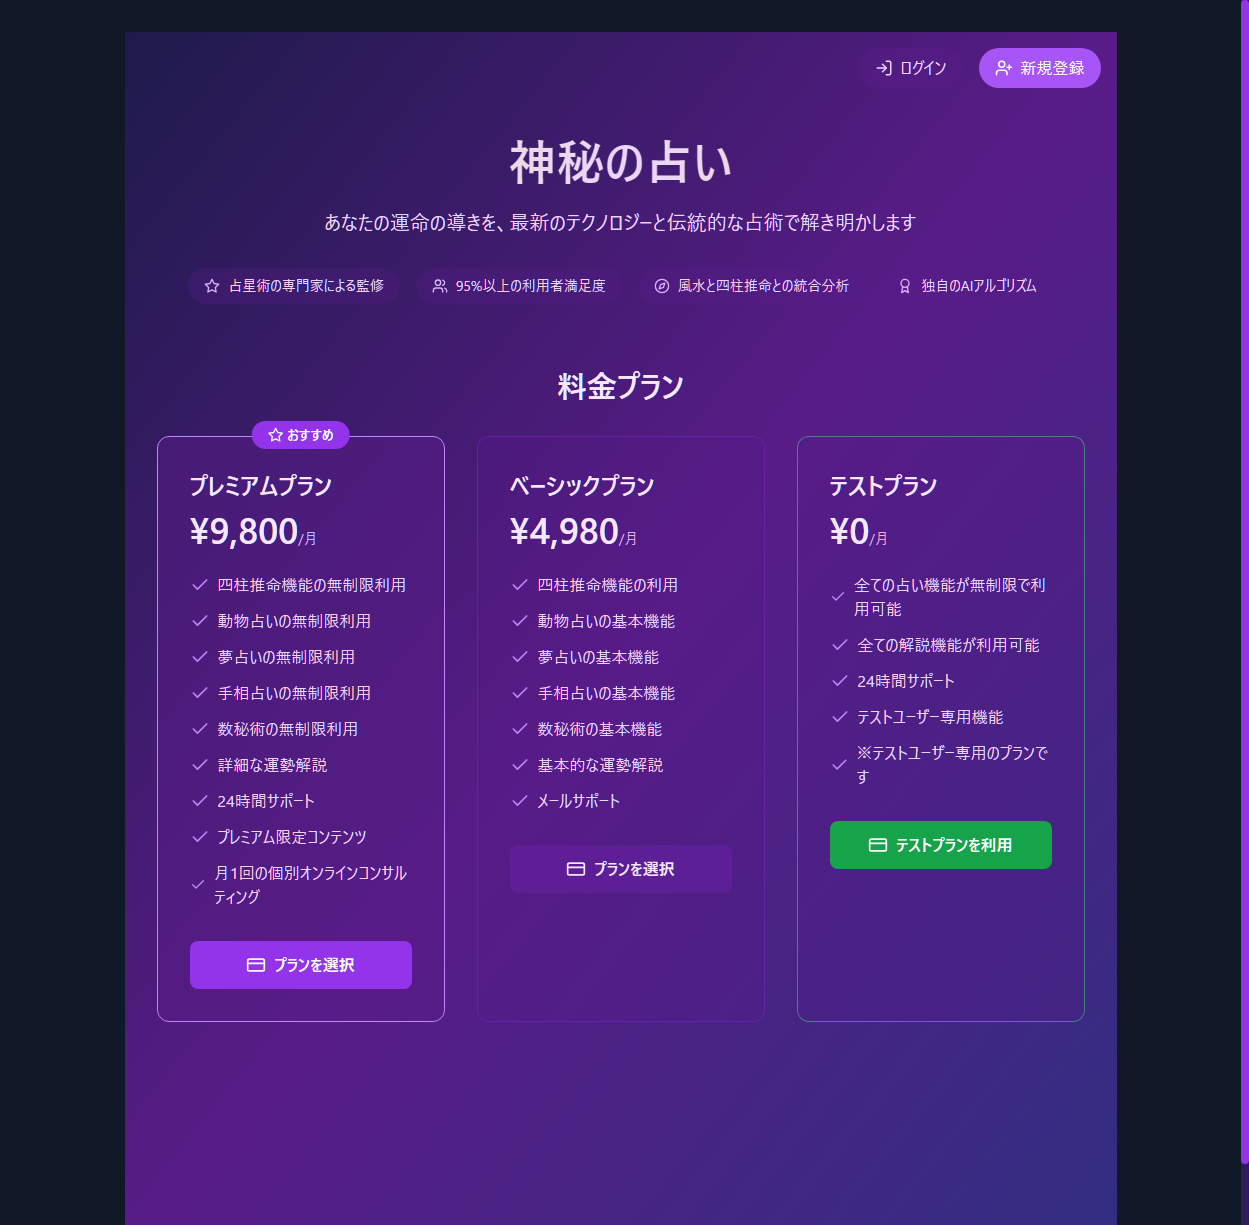 ログイン
新規登録
神秘の占い
あなたの運命の導きを、最新のテクノロジーと伝統的な占術で解き明かします
占星術の専門家による監修
95%以上の利用者満足度
風水と四柱推命との統合分析
独自のAIアルゴリズム
料金プラン
おすすめ
プレミアムプラン
¥9,800/月
四柱推命機能の無制限利用
動物占いの無制限利用
夢占いの無制限利用
手相占いの無制限利用
数秘術の無制限利用
詳細な運勢解説
24時間サポート
プレミアム限定コンテンツ
月1回の個別オンラインコンサル
ティング
プランを選択
ベーシックプラン
¥4,980/月
四柱推命機能の利用
動物占いの基本機能
夢占いの基本機能
手相占いの基本機能
数秘術の基本機能
基本的な運勢解説
メールサポート
プランを選択
テストプラン
¥0/月
全ての占い機能が無制限で利
用可能
全ての解説機能が利用可能
24時間サポート
テストユーザー専用機能
※テストユーザー専用のプランで
す
テストプランを利用